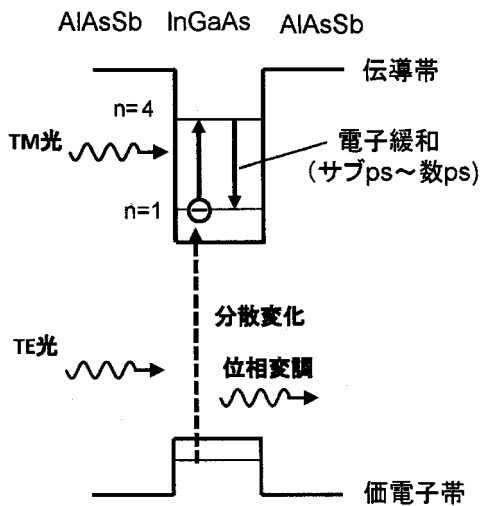 AlAsSb InGaAs AlAsSb
伝導帯
n=4
TM光
電子緩和
(サブps～数ps)
n=1
分散変化
TE光
位相変調
価電子帯